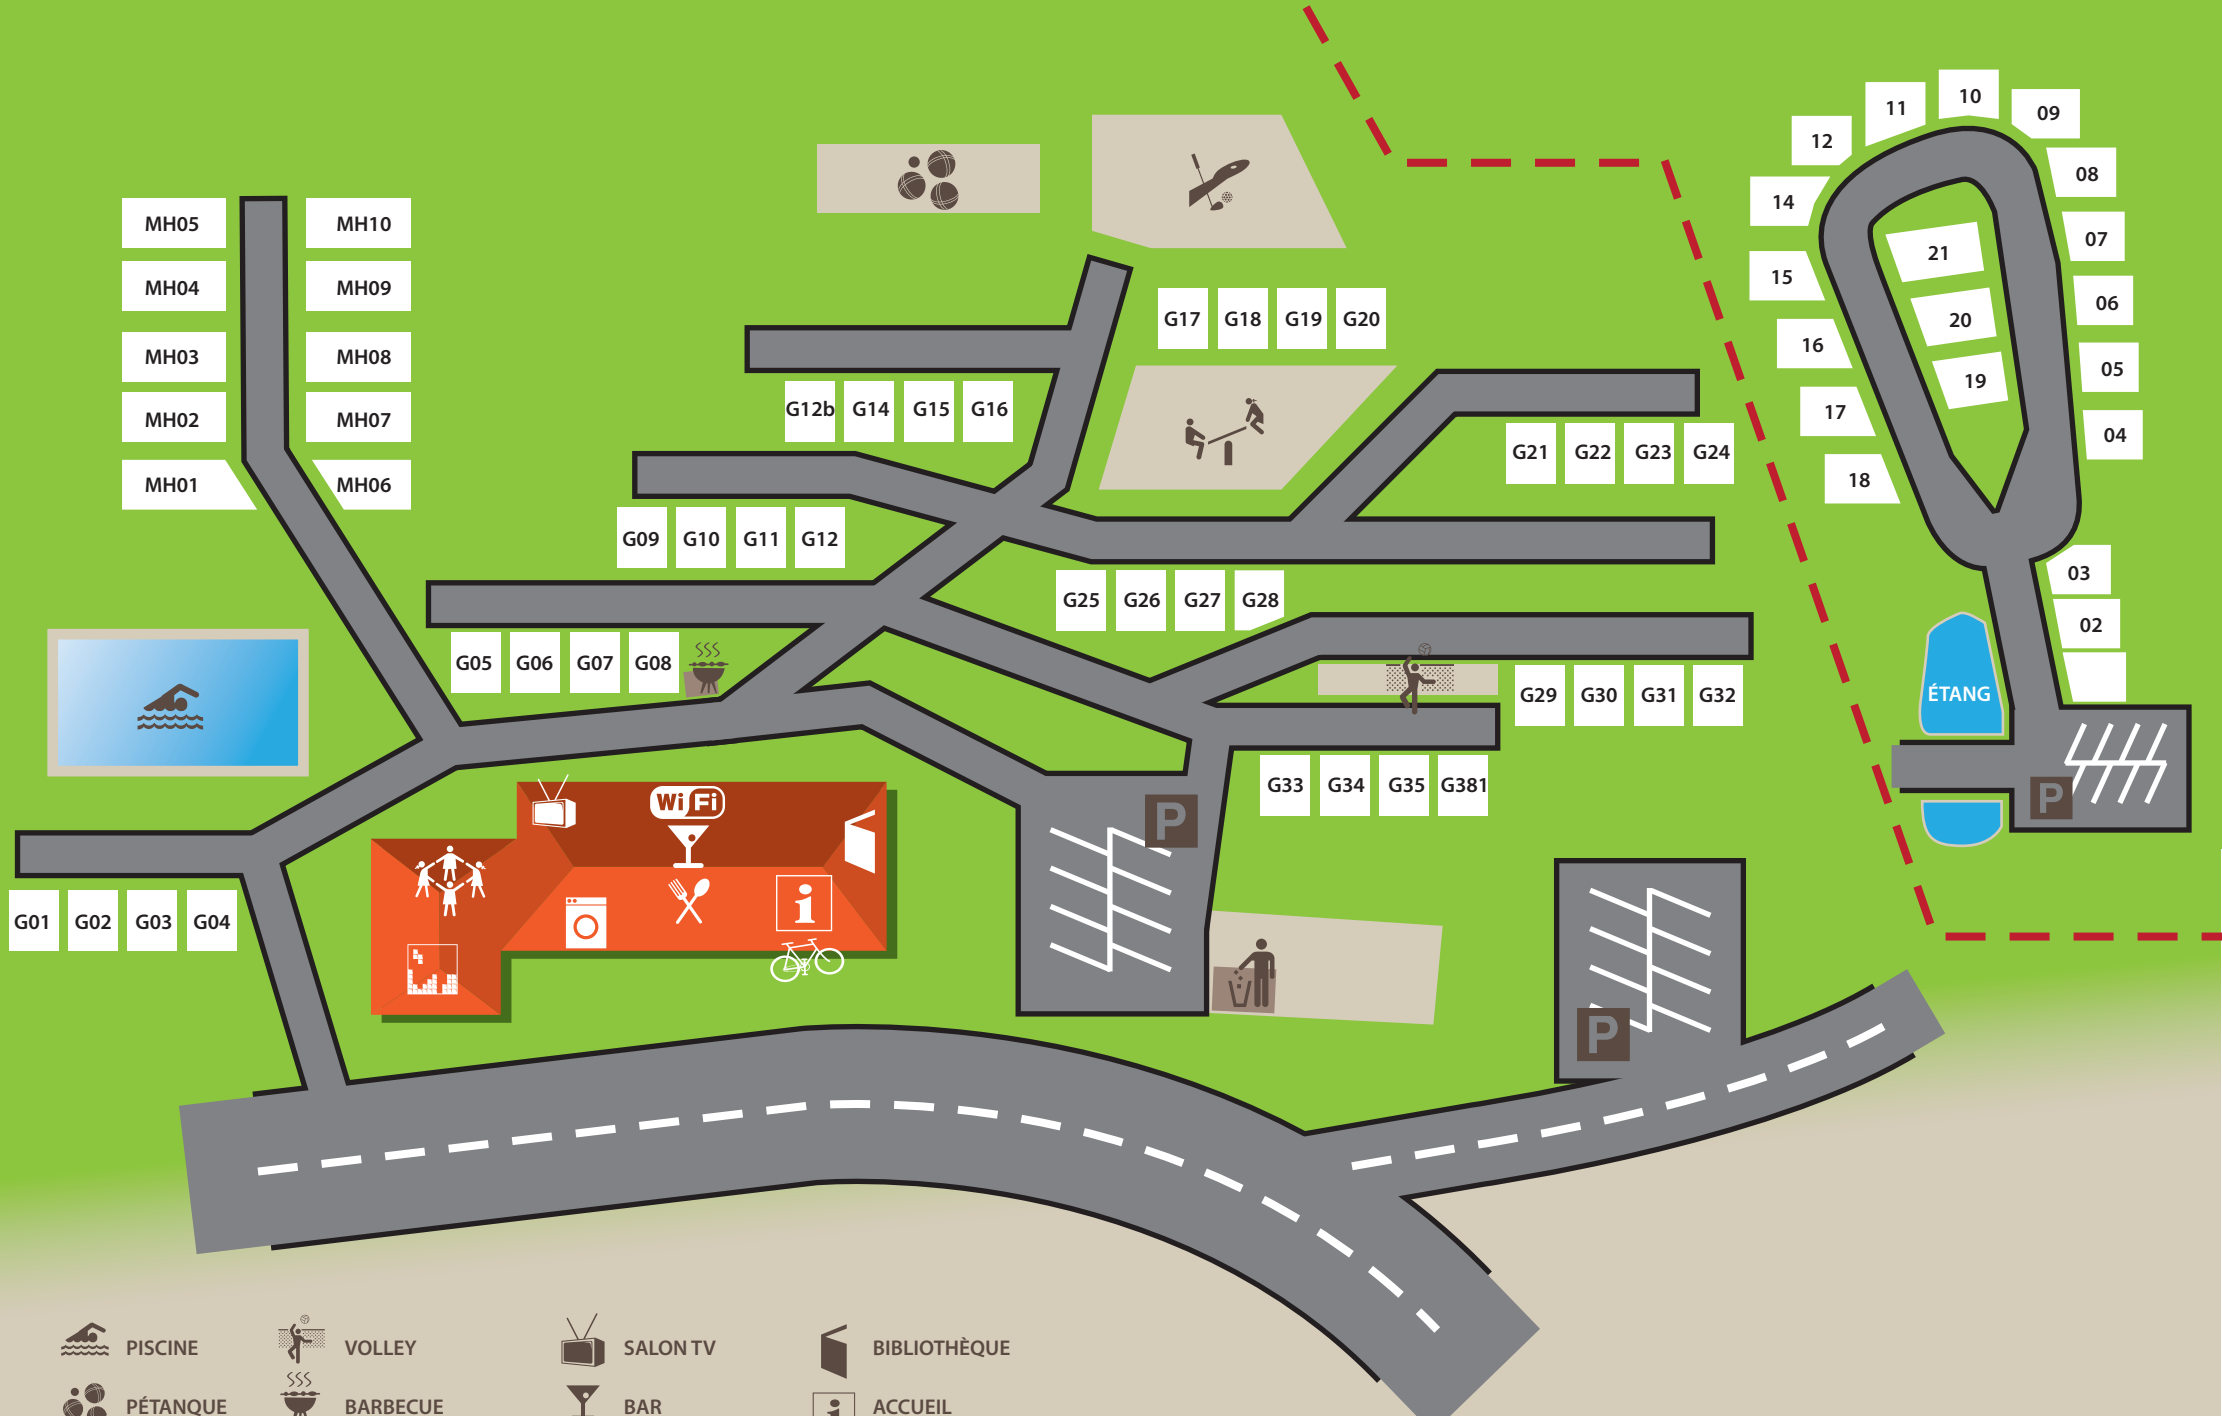 10
11
09
12
08
14
MH05 MH10
07
21
15
MH04 MH09
06
G17 G18 G19 G20
20
16
MH03 MH08
05
19
G12b G14 G15 G16
17
MH02 MH07
04
G21 G22 G23 G24
18
MH01 MH06
G09 G10 G11 G12
03
G25 G26 G27 G28
02
G05 G06 G07 G08
ÉTANG
G29 G30 G31 G32
G33 G34 G35 G381
P
WiFi
P
i
G01 G02 G03 G04
P
PISCINE VOLLEY SALON TV BIBLIOTHÈQUE
PÉTANQUE BARBECUE BAR i ACCUEIL